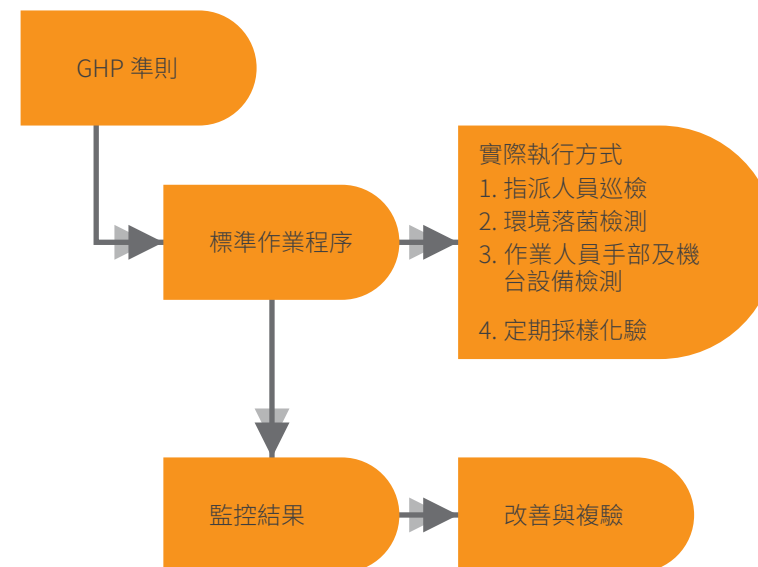 GHP 準則
實際執行方式
1. 指派人員巡檢
2. 環境落菌檢測
3. 作業人員手部及機
台設備檢測
4. 定期採樣化驗
標準作業程序
監控結果
改善與複驗